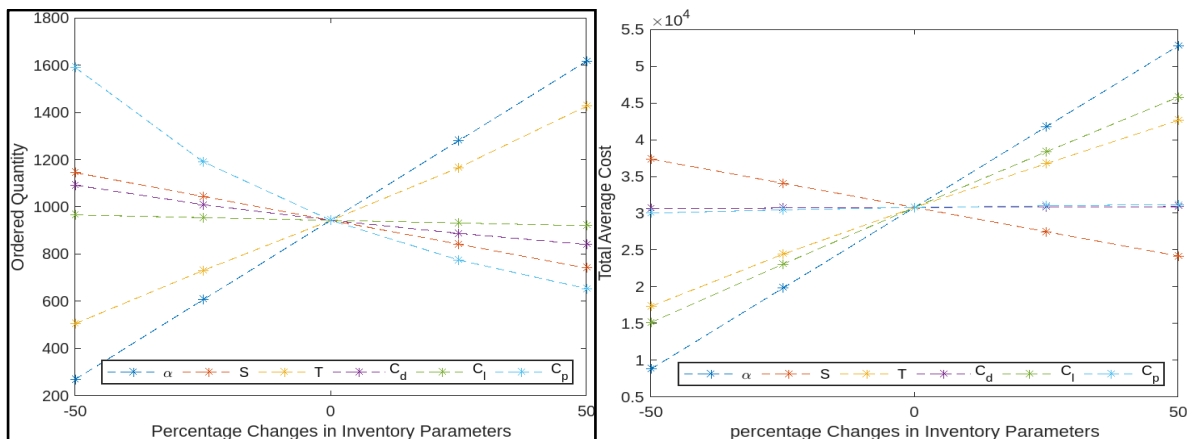 1800
1600
1400
1200
1000
800
600
400
200
Ordered Quantity
-50 0 50
Percentage Changes in Inventory Parameters
α S T C_d C_l C_p
×10^4
5.5
5
4.5
4
3.5
3
2.5
2
1.5
1
0.5
Total Average Cost
-50 0 50
percentage Changes in Inventory Parameters
α S T C_d C_l C_p